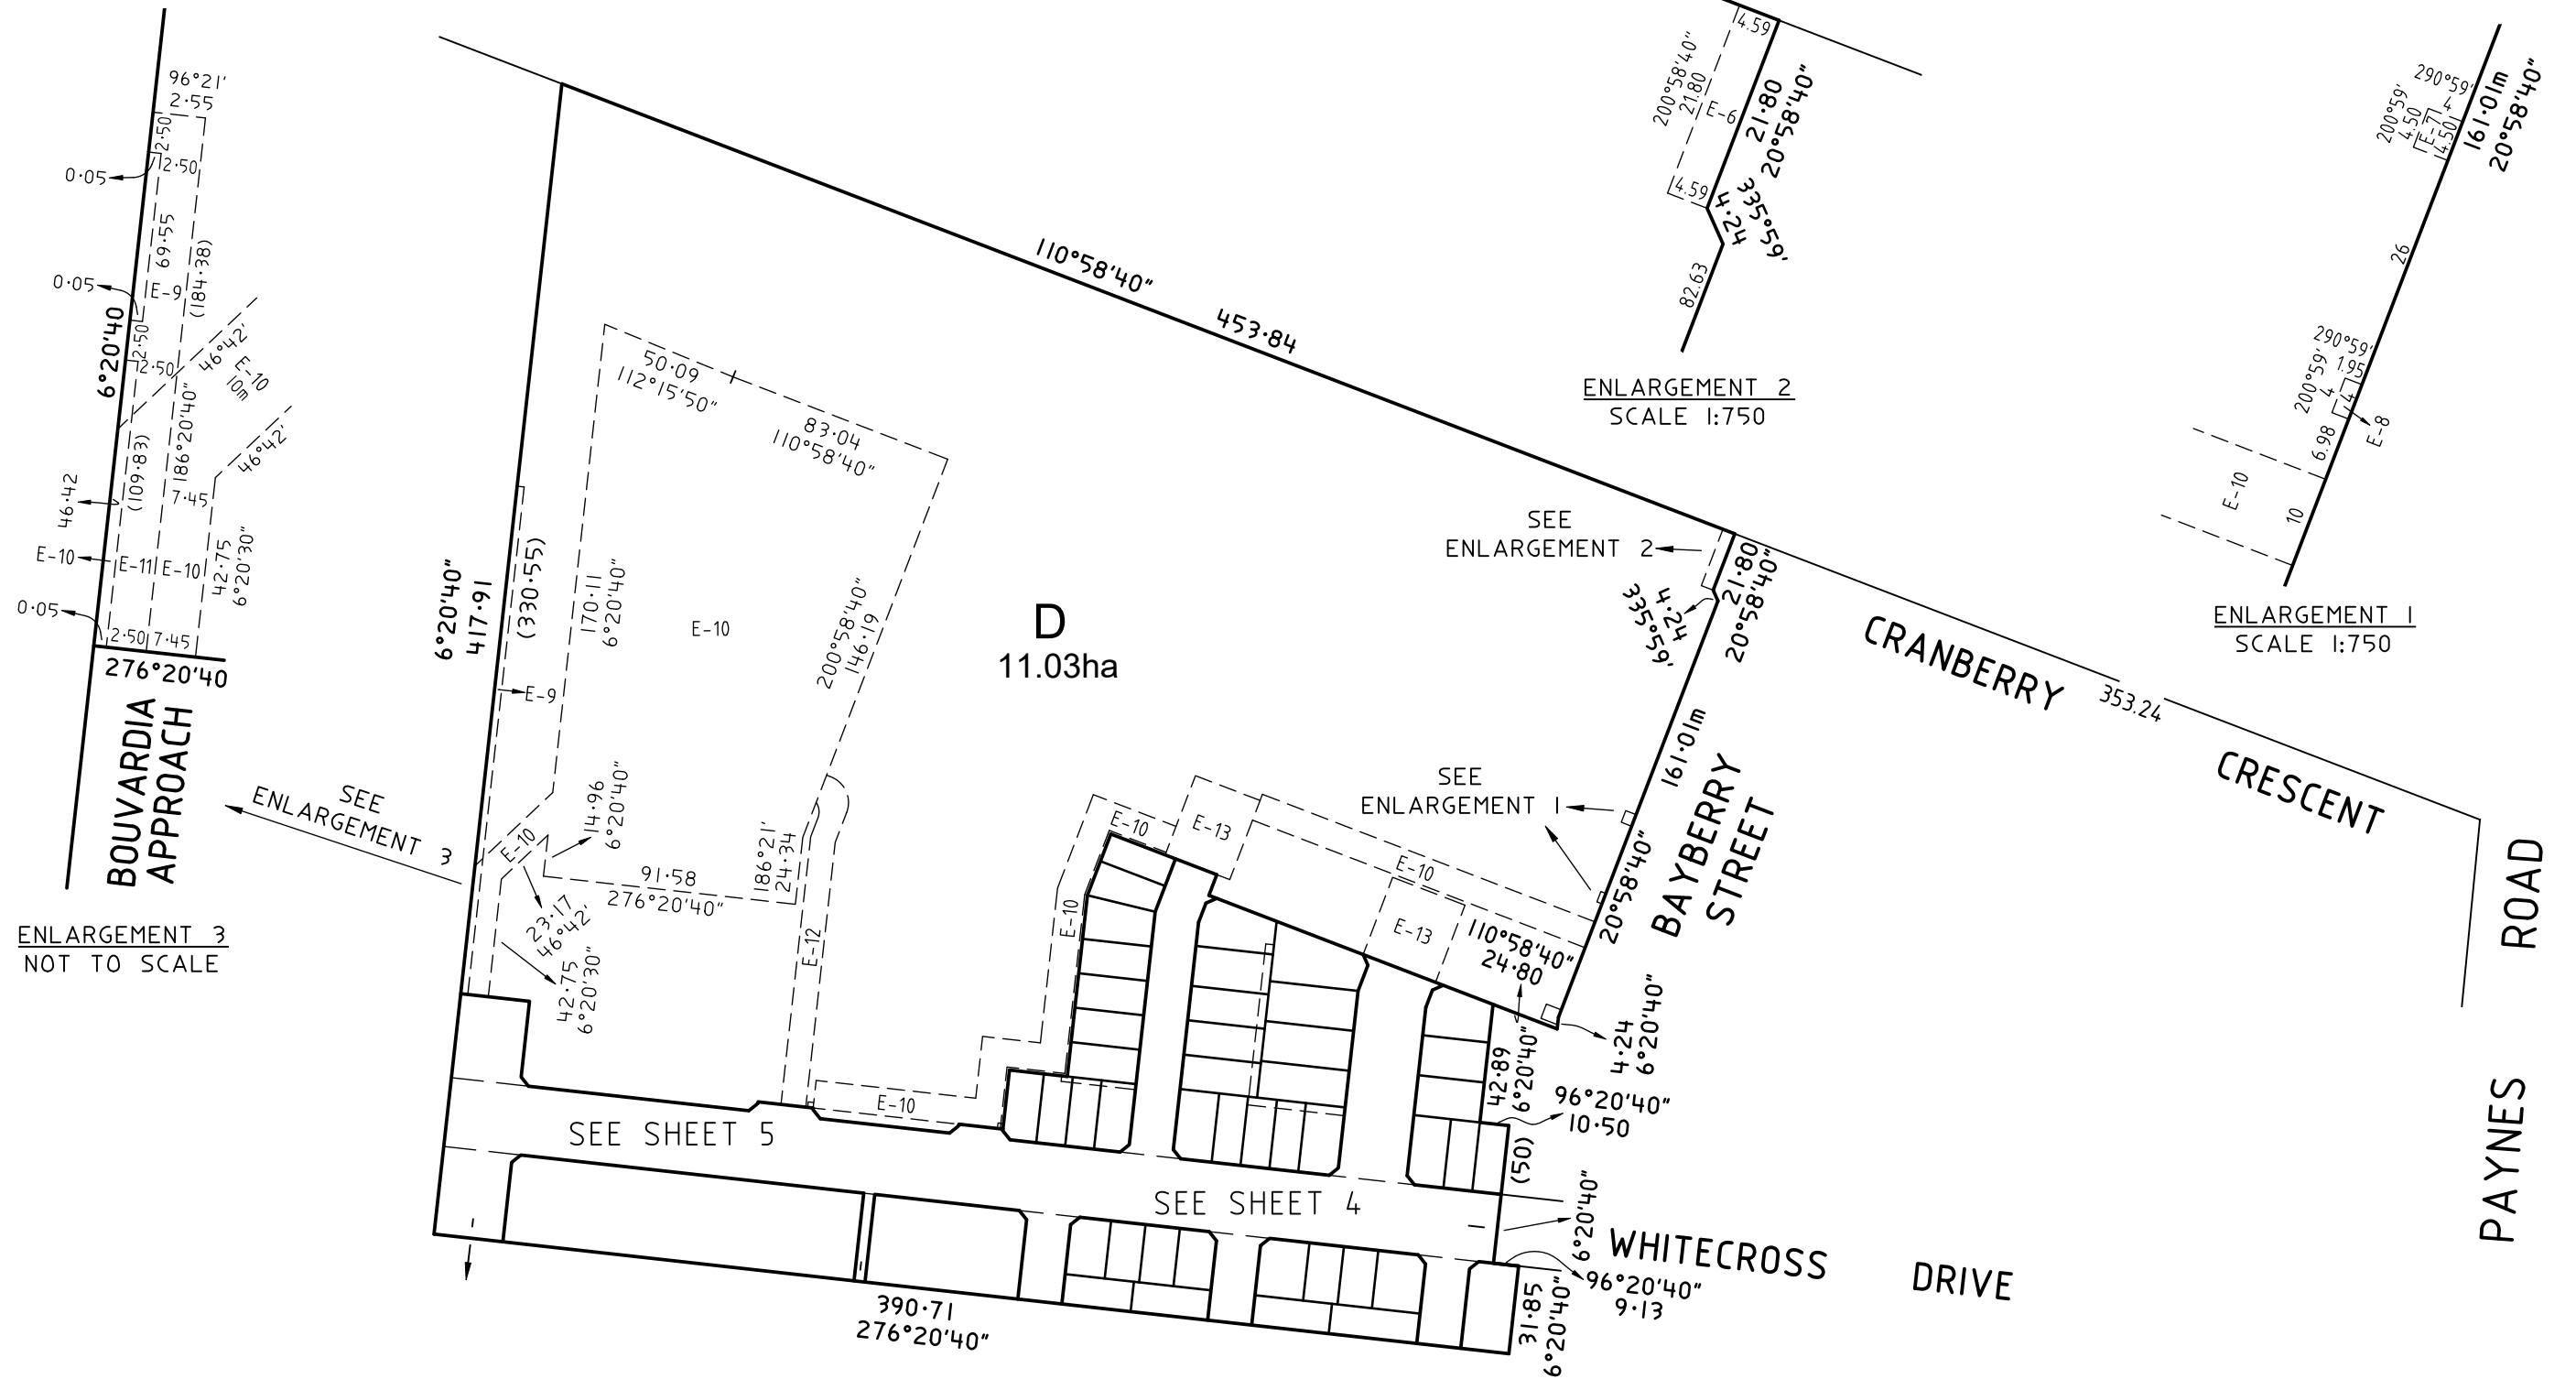 96°21'
2·55
2·50
2·50
0·05
69·55
(184·38)
0·05
E-9
6°20'40
2·50
2·50
46°42'
E-10
10m
186°20'40"
(109·83)
46·42
7·45
46°42'
E-10
E-11
E-10
42·75
6°20'30"
0·05
2·50
7·45
276°20'40
BOUVARDIA
APPROACH
ENLARGEMENT 3
NOT TO SCALE
SEE
ENLARGEMENT 3
110°58'40"
453·84
50·09
112°15'50"
83·04
110°58'40"
6°20'40"
417·91
(330·55)
170·11
6°20'40"
E-10
200°58'40"
146·19
E-9
D
11.03ha
14·96
6°20'40"
E-10
91·58
276°20'40"
186°21'
24·34
23·17
46°42'
42·75
6°20'30"
E-12
E-10
E-10
E-10
E-13
E-10
E-13
110°58'40"
24·80
4.59
200°58'40"
21.80
E-6
21·80
20°58'40"
4.59
4·24
335°59'
82.63
ENLARGEMENT 2
SCALE 1:750
290°59'
4
200°59'
4.50
E-7
4.50
161·01m
20°58'40"
26
290°59'
1.95
200°59'
4
4
E-8
6.98
E-10
10
ENLARGEMENT 1
SCALE 1:750
SEE
ENLARGEMENT 2
21·80
20°58'40"
4·24
335°59'
CRANBERRY
353.24
CRESCENT
161·01m
SEE
ENLARGEMENT 1
BAYBERRY
STREET
20°58'40"
4·24
6°20'40"
42·89
6°20'40"
96°20'40"
10·50
(50)
6°20'40"
SEE SHEET 5
SEE SHEET 4
WHITECROSS DRIVE
96°20'40"
9·13
31·85
6°20'40"
390·71
276°20'40"
PAYNES ROAD